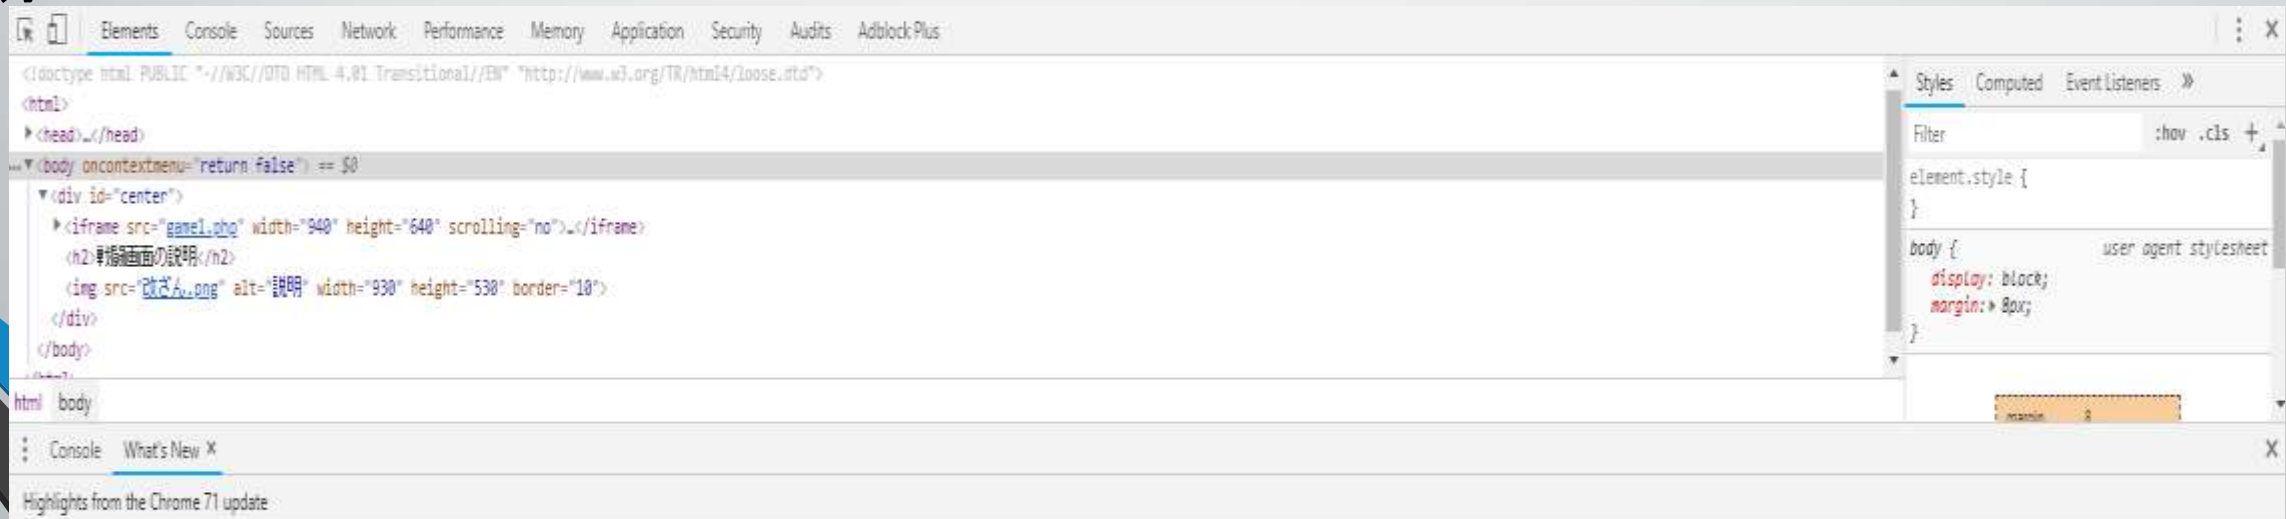 Elements Console Sources Network Performance Memory Application Security Audits Adblock Plus
<!doctype html PUBLIC "-//W3C//DTD HTML 4.01 Transitional//EN" "http://www.w3.org/TR/html4/loose.dtd">
<html>
<head>…</head>
…<body oncontextmenu="return false"> == $0
<div id="center">
<iframe src="game1.php" width="940" height="640" scrolling="no">…</iframe>
<h2>画面の説明</h2>
<img src="改ざん.png" alt="説明" width="930" height="530" border="10">
</div>
</body>
</html>
html body
Styles Computed Event Listeners »
Filter :hov .cls +
element.style {
}
body { user agent stylesheet
display: block;
margin: 8px;
}
margin 8
Console What's New X
Highlights from the Chrome 71 update